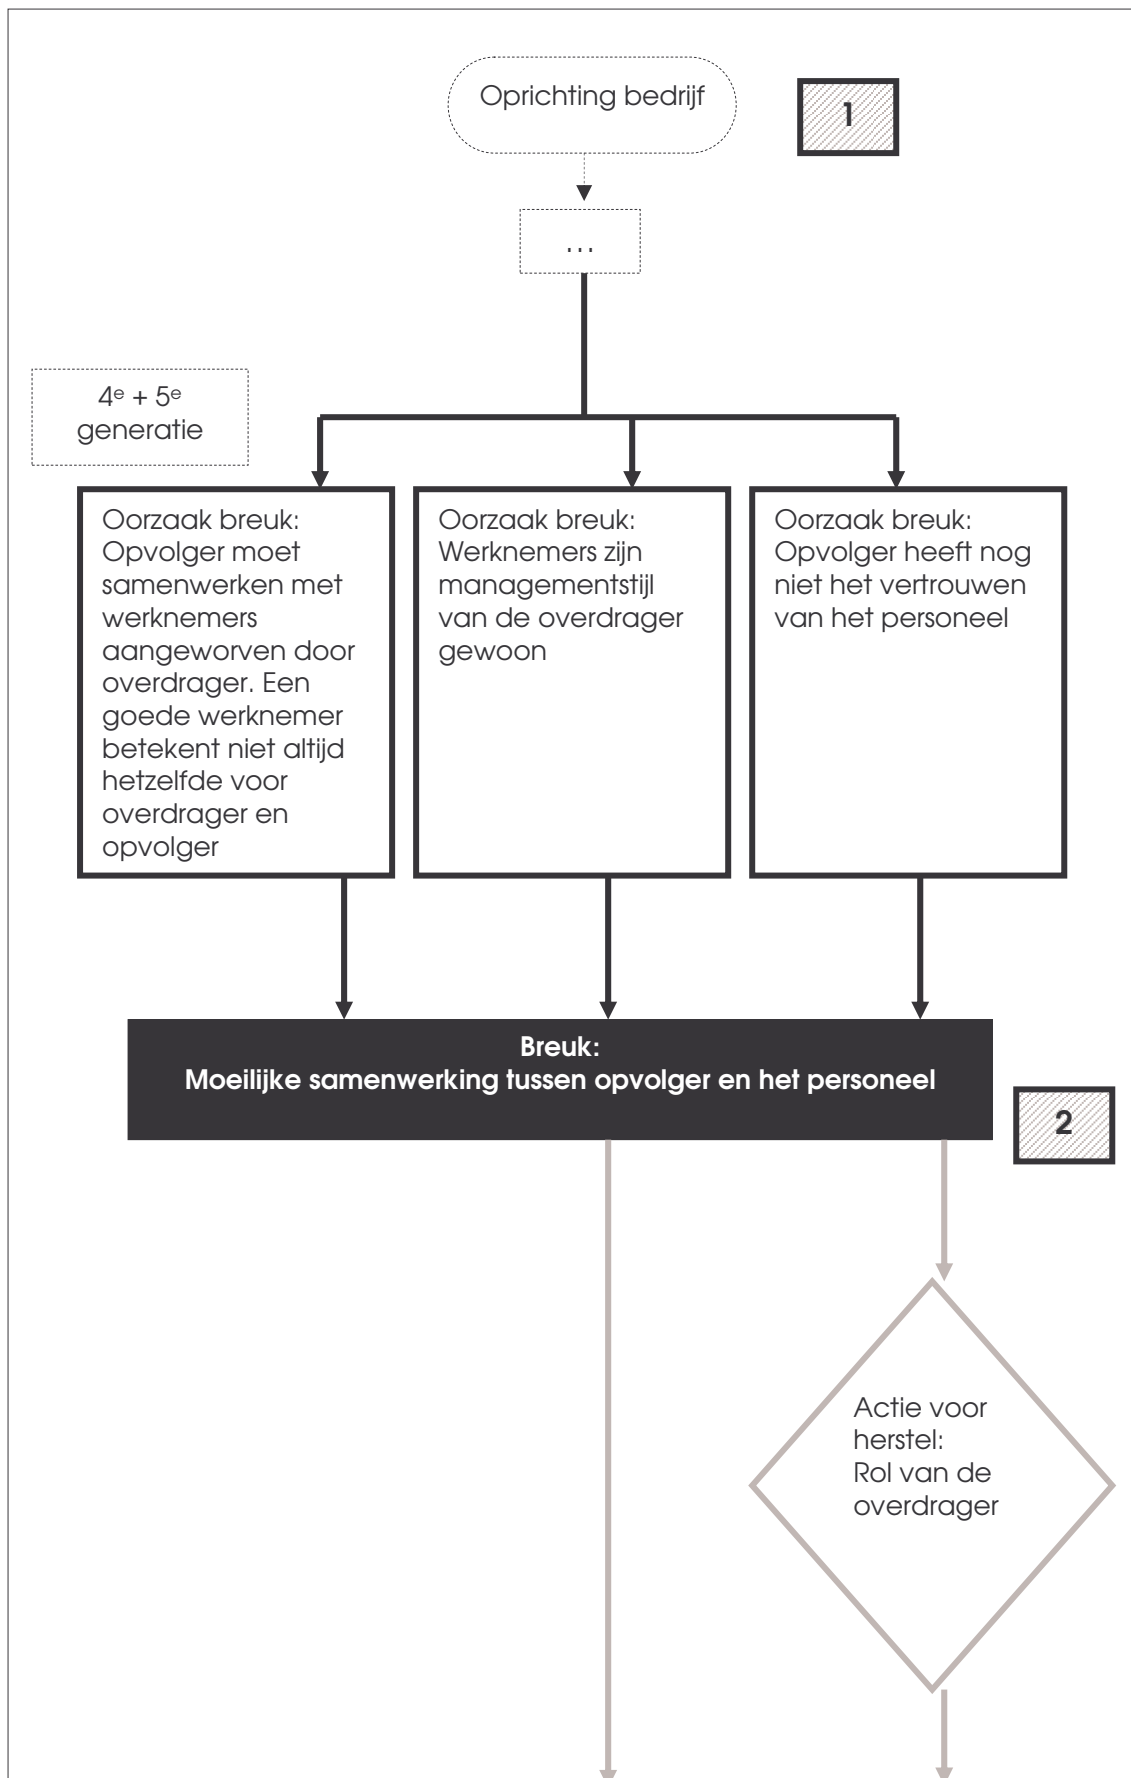 Oprichting bedrijf
1
...
4e + 5e
generatie
Oorzaak breuk:
Opvolger moet
samenwerken met
werknemers
aangeworven door
overdrager. Een
goede werknemer
betekent niet altijd
hetzelfde voor
overdrager en
opvolger
Oorzaak breuk:
Werknemers zijn
managementstijl
van de overdrager
gewoon
Oorzaak breuk:
Opvolger heeft nog
niet het vertrouwen
van het personeel
Breuk:
Moeilijke samenwerking tussen opvolger en het personeel
2
Actie voor
herstel:
Rol van de
overdrager